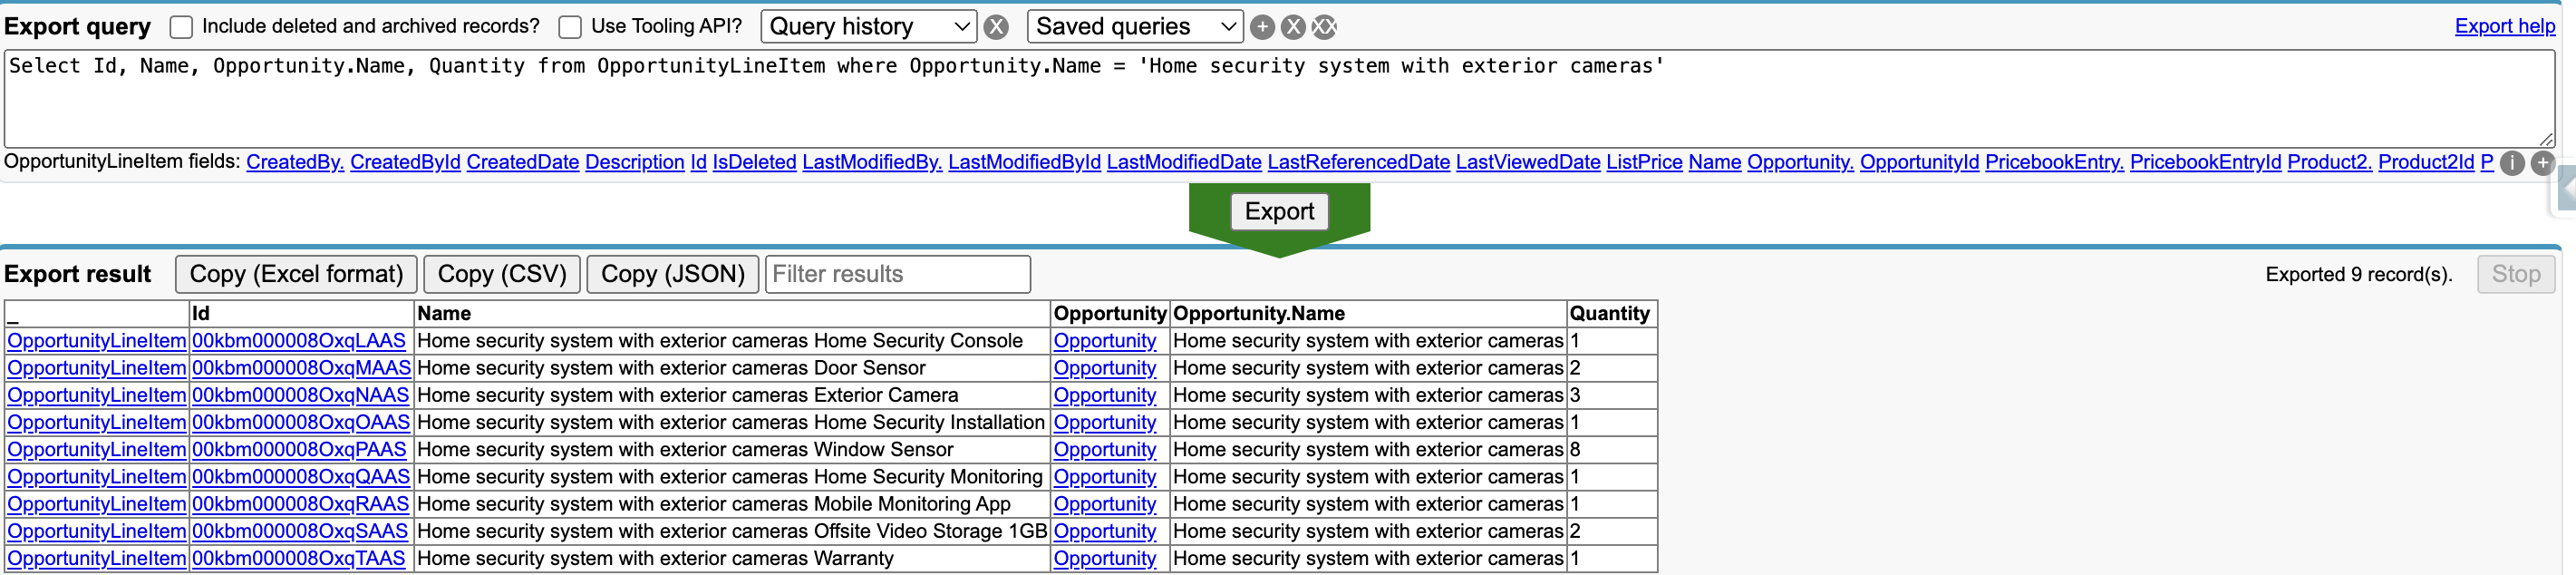 Export query Include deleted and archived records? Use Tooling API? Query history X Saved queries + X XX Export help
Select Id, Name, Opportunity.Name, Quantity from OpportunityLineItem where Opportunity.Name = 'Home security system with exterior cameras'
OpportunityLineItem fields: CreatedBy. CreatedById CreatedDate Description Id IsDeleted LastModifiedBy. LastModifiedById LastModifiedDate LastReferencedDate LastViewedDate ListPrice Name Opportunity. OpportunityId PricebookEntry. PricebookEntryId Product2. Product2Id P i +
Export
Export result Copy (Excel format) Copy (CSV) Copy (JSON) Filter results Exported 9 record(s). Stop
_ Id Name Opportunity Opportunity.Name Quantity
OpportunityLineItem 00kbm000008OxqLAAS Home security system with exterior cameras Home Security Console Opportunity Home security system with exterior cameras 1
OpportunityLineItem 00kbm000008OxqMAAS Home security system with exterior cameras Door Sensor Opportunity Home security system with exterior cameras 2
OpportunityLineItem 00kbm000008OxqNAAS Home security system with exterior cameras Exterior Camera Opportunity Home security system with exterior cameras 3
OpportunityLineItem 00kbm000008OxqOAAS Home security system with exterior cameras Home Security Installation Opportunity Home security system with exterior cameras 1
OpportunityLineItem 00kbm000008OxqPAAS Home security system with exterior cameras Window Sensor Opportunity Home security system with exterior cameras 8
OpportunityLineItem 00kbm000008OxqQAAS Home security system with exterior cameras Home Security Monitoring Opportunity Home security system with exterior cameras 1
OpportunityLineItem 00kbm000008OxqRAAS Home security system with exterior cameras Mobile Monitoring App Opportunity Home security system with exterior cameras 1
OpportunityLineItem 00kbm000008OxqSAAS Home security system with exterior cameras Offsite Video Storage 1GB Opportunity Home security system with exterior cameras 2
OpportunityLineItem 00kbm000008OxqTAAS Home security system with exterior cameras Warranty Opportunity Home security system with exterior cameras 1